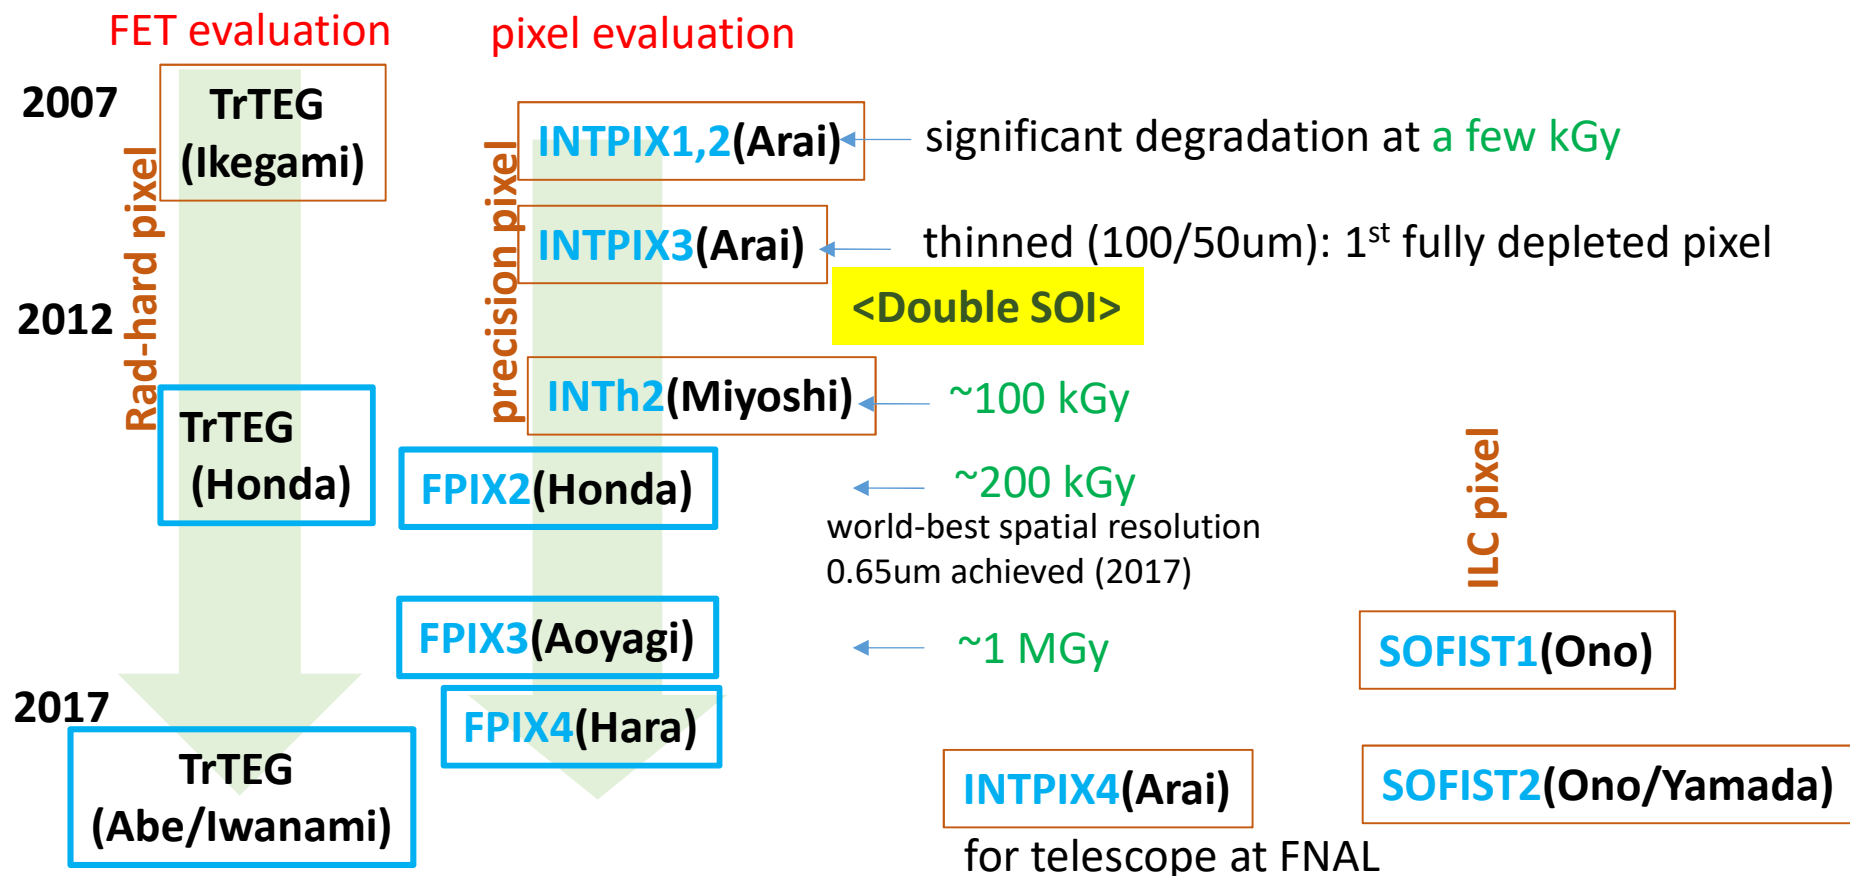 FET evaluation
pixel evaluation
2007
TrTEG
(Ikegami)
Rad-hard pixel
precision pixel
INTPIX1,2(Arai)
significant degradation at a few kGy
INTPIX3(Arai)
thinned (100/50um): 1st fully depleted pixel
<Double SOI>
2012
INTh2(Miyoshi)
~100 kGy
TrTEG
(Honda)
FPIX2(Honda)
~200 kGy
world-best spatial resolution
0.65um achieved (2017)
ILC pixel
FPIX3(Aoyagi)
~1 MGy
SOFIST1(Ono)
2017
FPIX4(Hara)
TrTEG
(Abe/Iwanami)
INTPIX4(Arai)
for telescope at FNAL
SOFIST2(Ono/Yamada)